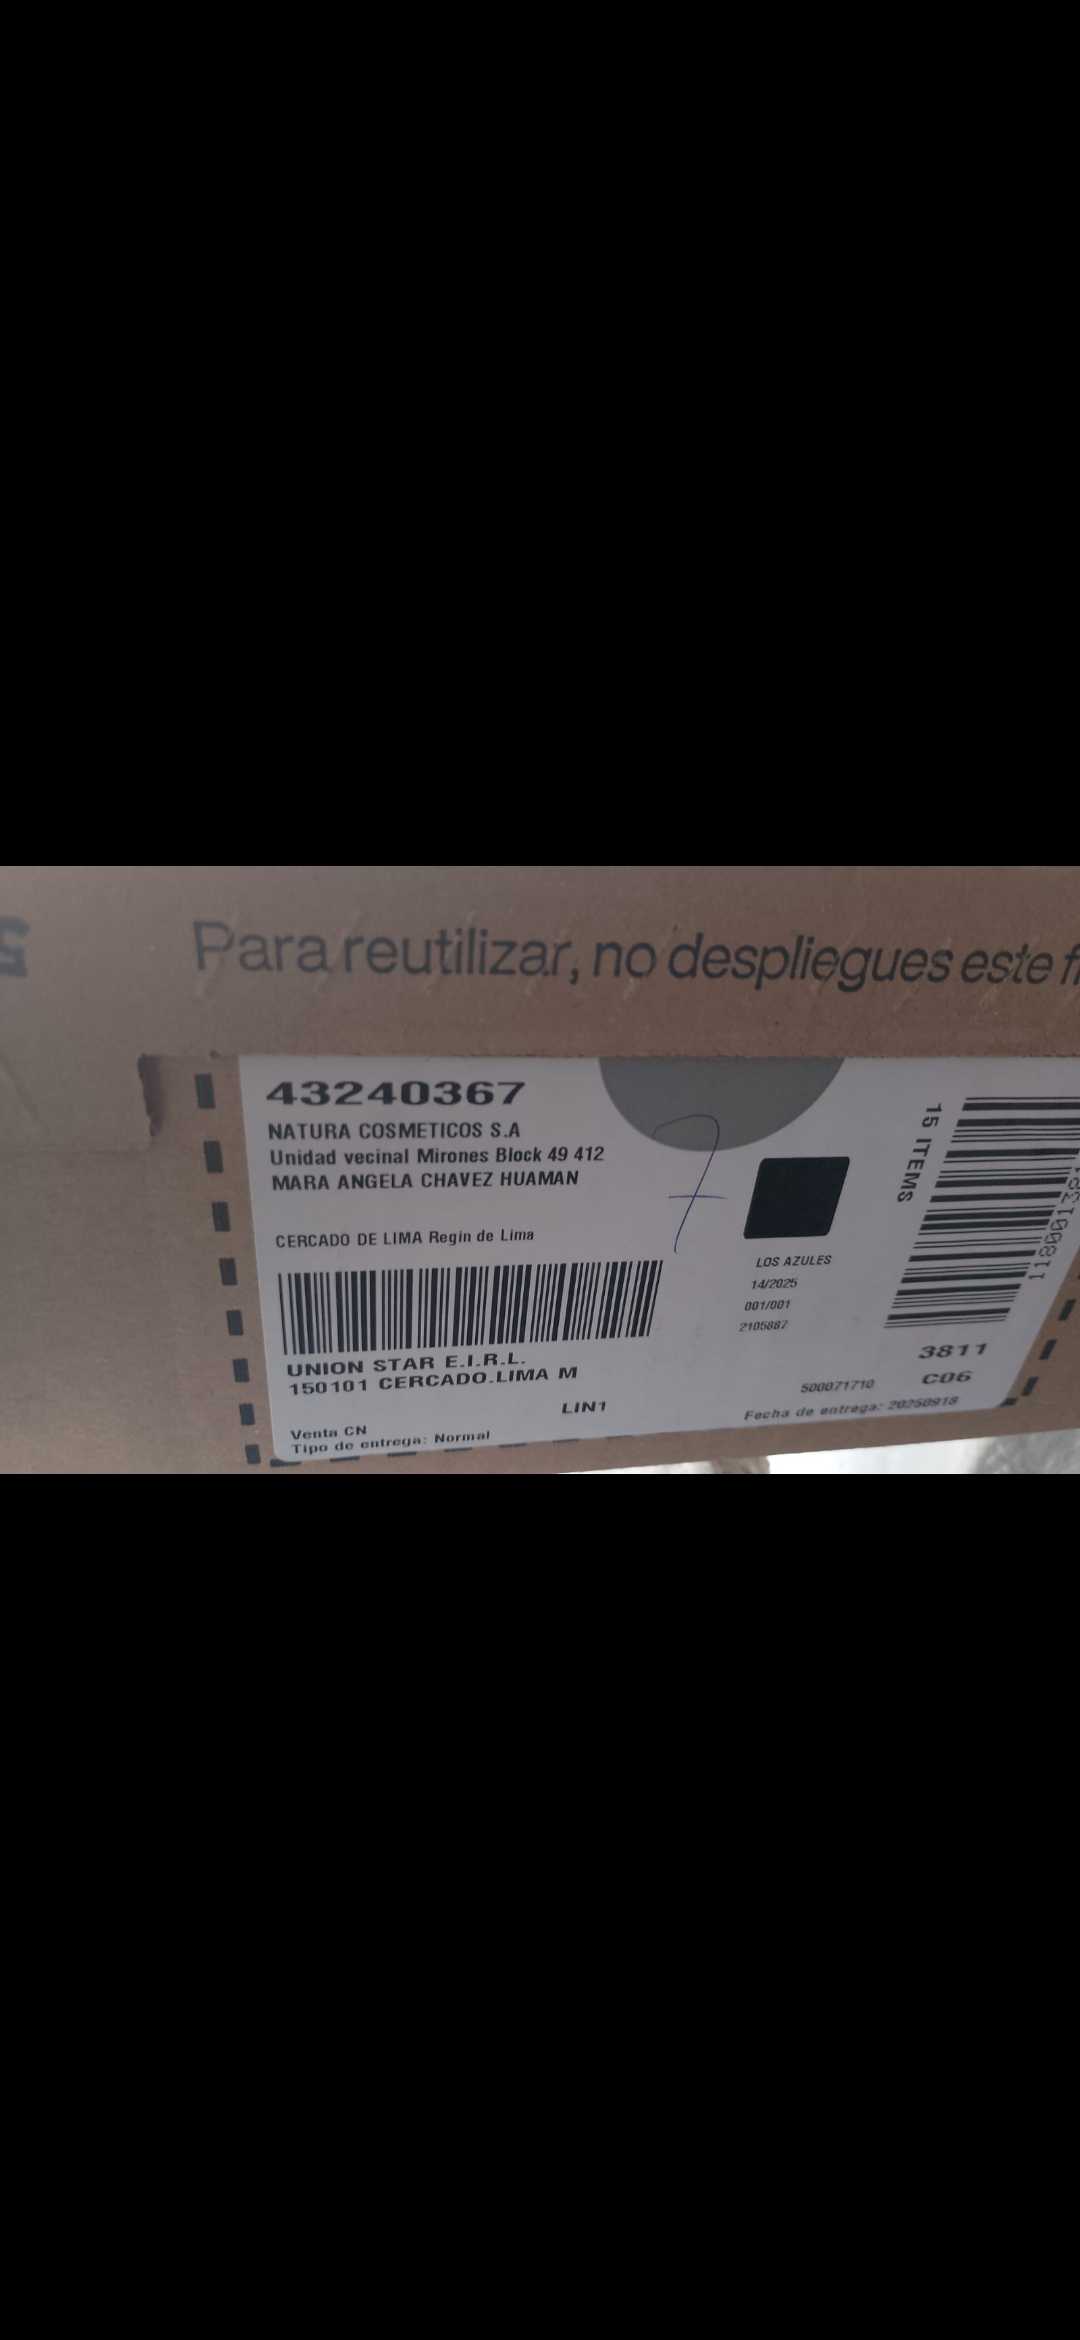 Para reutilizar, no despliegues este
43240367
NATURA COSMETICOS S.A
Unidad vecinal Mirones Block 49 412
MARA ANGELA CHAVEZ HUAMAN
CERCADO DE LIMA Regin de Lima
UNION STAR E.I.R.L.
150101 CERCADO.LIMA M
LIN1
Venta CN
Tipo de entrega: Normal
7
LOS AZULES
14/2025
001/001
2105887
15 ITEMS
3811
C06
500071710
Fecha de entrega: 20250918